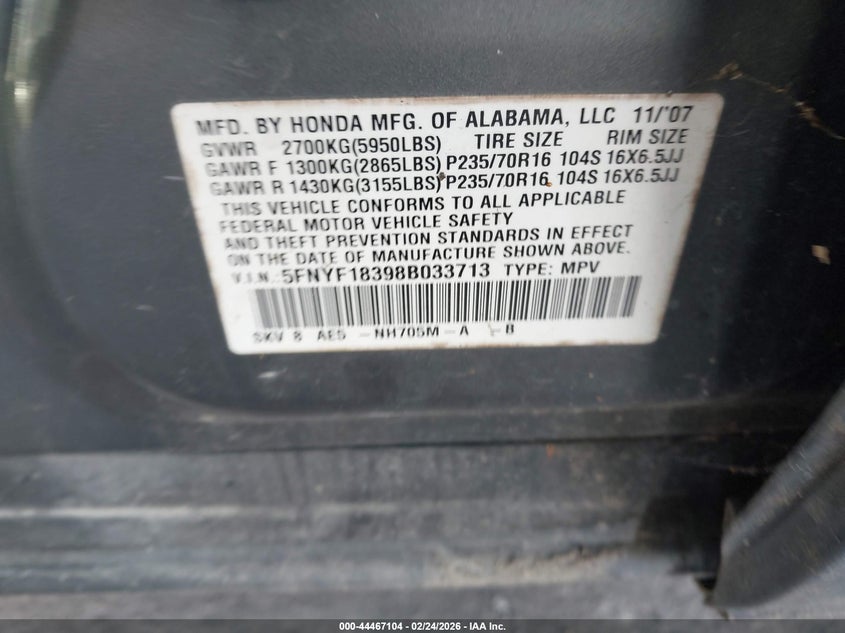 MFD. BY HONDA MFG. OF ALABAMA, LLC 11/'07
GVWR 2700KG(5950LBS) TIRE SIZE RIM SIZE
GAWR F 1300KG(2865LBS) P235/70R16 104S 16X6.5JJ
GAWR R 1430KG(3155LBS) P235/70R16 104S 16X6.5JJ
THIS VEHICLE CONFORMS TO ALL APPLICABLE
FEDERAL MOTOR VEHICLE SAFETY
AND THEFT PREVENTION STANDARDS IN EFFECT
ON THE DATE OF MANUFACTURE SHOWN ABOVE.
V.I.N.: 5FNYF18398B033713 TYPE: MPV
SKV 8 AE5 -NH705M-A B
000-44467104 - 02/24/2026 - IAA Inc.